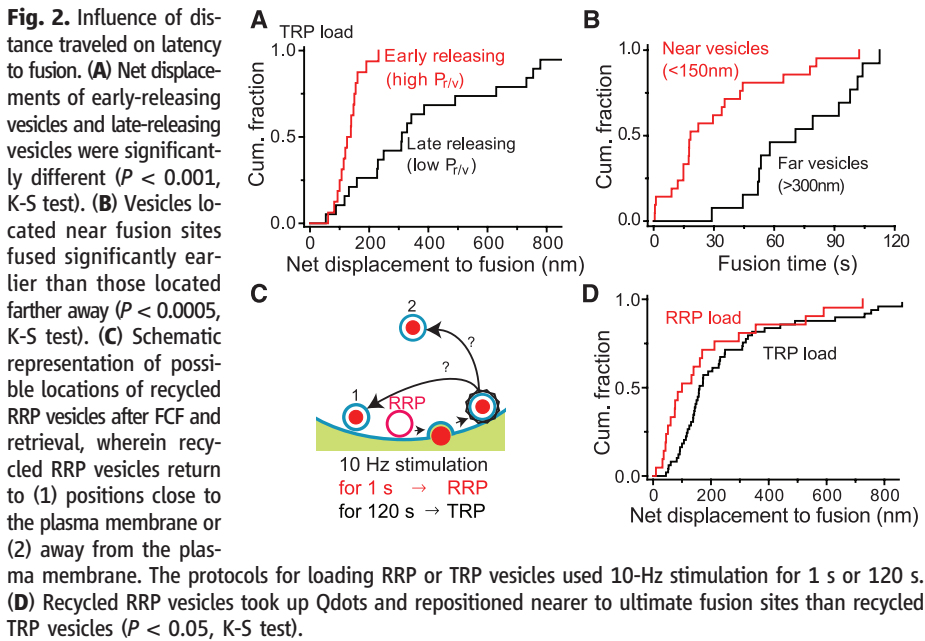 Fig. 2. Influence of dis-
tance traveled on latency
to fusion. (A) Net displace-
ments of early-releasing
vesicles and late-releasing
vesicles were significant-
ly different (P < 0.001,
K-S test). (B) Vesicles lo-
cated near fusion sites
fused significantly ear-
lier than those located
farther away (P < 0.0005,
K-S test). (C) Schematic
representation of possi-
ble locations of recycled
RRP vesicles after FCF and
retrieval, wherein recy-
cled RRP vesicles return
to (1) positions close to
the plasma membrane or
(2) away from the plas-
ma membrane. The protocols for loading RRP or TRP vesicles used 10-Hz stimulation for 1 s or 120 s.
(D) Recycled RRP vesicles took up Qdots and repositioned nearer to ultimate fusion sites than recycled
TRP vesicles (P < 0.05, K-S test).
A
TRP load
1.0
0.5
0.0
Cum. fraction
Early releasing
(high Pr/v)
Late releasing
(low Pr/v)
0 200 400 600 800
Net displacement to fusion (nm)
B
1.0
0.5
0.0
Cum. fraction
Near vesicles
(<150nm)
Far vesicles
(>300nm)
0 30 60 90 120
Fusion time (s)
C
2
?
?
1
RRP
10 Hz stimulation
for 1 s → RRP
for 120 s → TRP
D
1.0
0.5
0.0
Cum. fraction
RRP load
TRP load
0 200 400 600 800
Net displacement to fusion (nm)